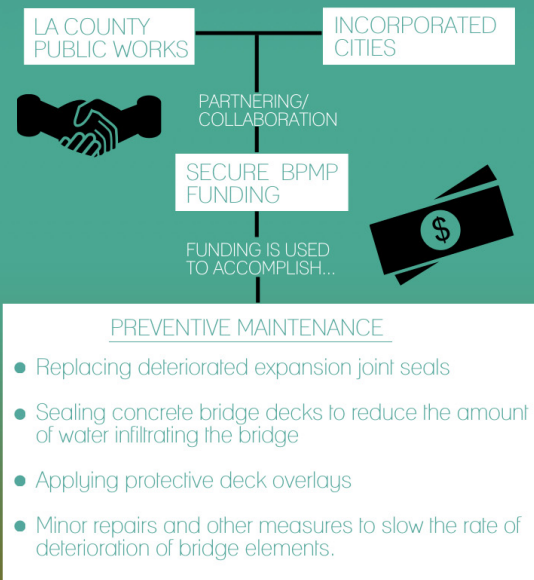 LA COUNTY
PUBLIC WORKS
INCORPORATED
CITIES
PARTNERING/
COLLABORATION
SECURE BPMP
FUNDING
$
FUNDING IS USED
TO ACCOMPLISH...
PREVENTIVE MAINTENANCE
• Replacing deteriorated expansion joint seals
• Sealing concrete bridge decks to reduce the amount
of water infiltrating the bridge
• Applying protective deck overlays
• Minor repairs and other measures to slow the rate of
deterioration of bridge elements.